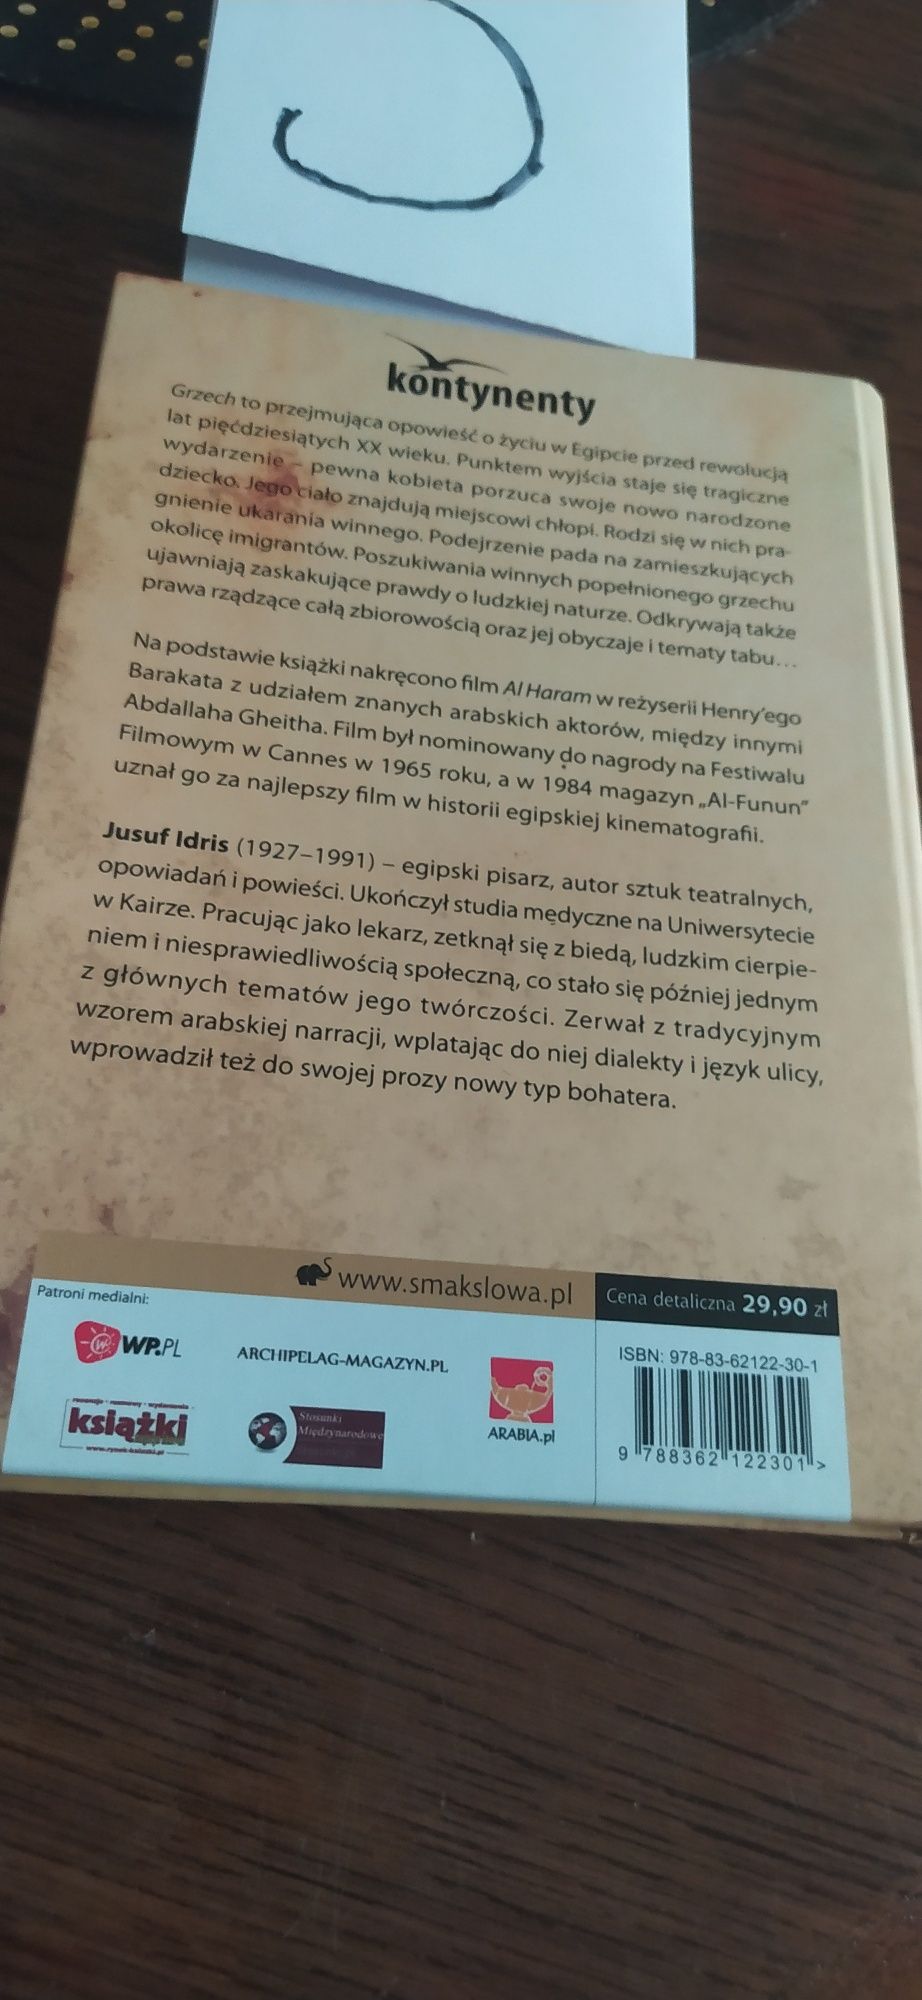 kontynenty
Grzech to przejmująca opowieść o życiu w Egipcie przed rewolucją
lat pięćdziesiątych XX wieku. Punktem wyjścia staje się tragiczne
wydarzenie – pewna kobieta porzuca swoje nowo narodzone
dziecko. Jego ciało znajdują miejscowi chłopi. Rodzi się w nich pra-
gnienie ukarania winnego. Podejrzenie pada na zamieszkujących
okolicę imigrantów. Poszukiwania winnych popełnionego grzechu
ujawniają zaskakujące prawdy o ludzkiej naturze. Odkrywają także
prawa rządzące całą zbiorowością oraz jej obyczaje i tematy tabu...
Na podstawie książki nakręcono film Al Haram w reżyserii Henry'ego
Barakata z udziałem znanych arabskich aktorów, między innymi
Abdallaha Gheitha. Film był nominowany do nagrody na Festiwalu
Filmowym w Cannes w 1965 roku, a w 1984 magazyn „Al-Funun”
uznał go za najlepszy film w historii egipskiej kinematografii.
Jusuf Idris (1927–1991) – egipski pisarz, autor sztuk teatralnych,
opowiadań i powieści. Ukończył studia medyczne na Uniwersytecie
w Kairze. Pracując jako lekarz, zetknął się z biedą, ludzkim cierpie-
niem i niesprawiedliwością społeczną, co stało się później jednym
z głównych tematów jego twórczości. Zerwał z tradycyjnym
wzorem arabskiej narracji, wplatając do niej dialekty i język ulicy,
wprowadził też do swojej prozy nowy typ bohatera.
www.smakslowa.pl
Cena detaliczna 29,90 zł
Patroni medialni:
WP.PL
ARCHIPELAG-MAGAZYN.PL
książki
www.rynek-ksiazki.pl
Stosunki
Międzynarodowe
ARABIA.pl
ISBN: 978-83-62122-30-1
9 788362 122301 >